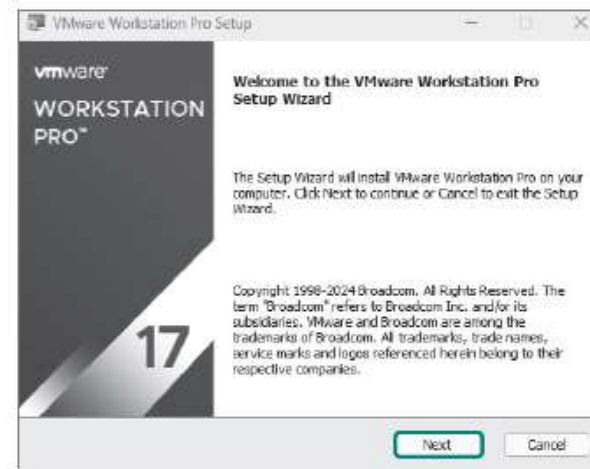 VMware Workstation Pro Setup
vmware
WORKSTATION
PRO™
17
Welcome to the VMware Workstation Pro
Setup Wizard
The Setup Wizard will install VMware Workstation Pro on your
computer. Click Next to continue or Cancel to exit the Setup
Wizard.
Copyright 1998-2024 Broadcom. All Rights Reserved. The
term "Broadcom" refers to Broadcom Inc. and/or its
subsidiaries. VMware and Broadcom are among the
trademarks of Broadcom. All trademarks, trade names,
service marks and logos referenced herein belong to their
respective companies.
Next
Cancel